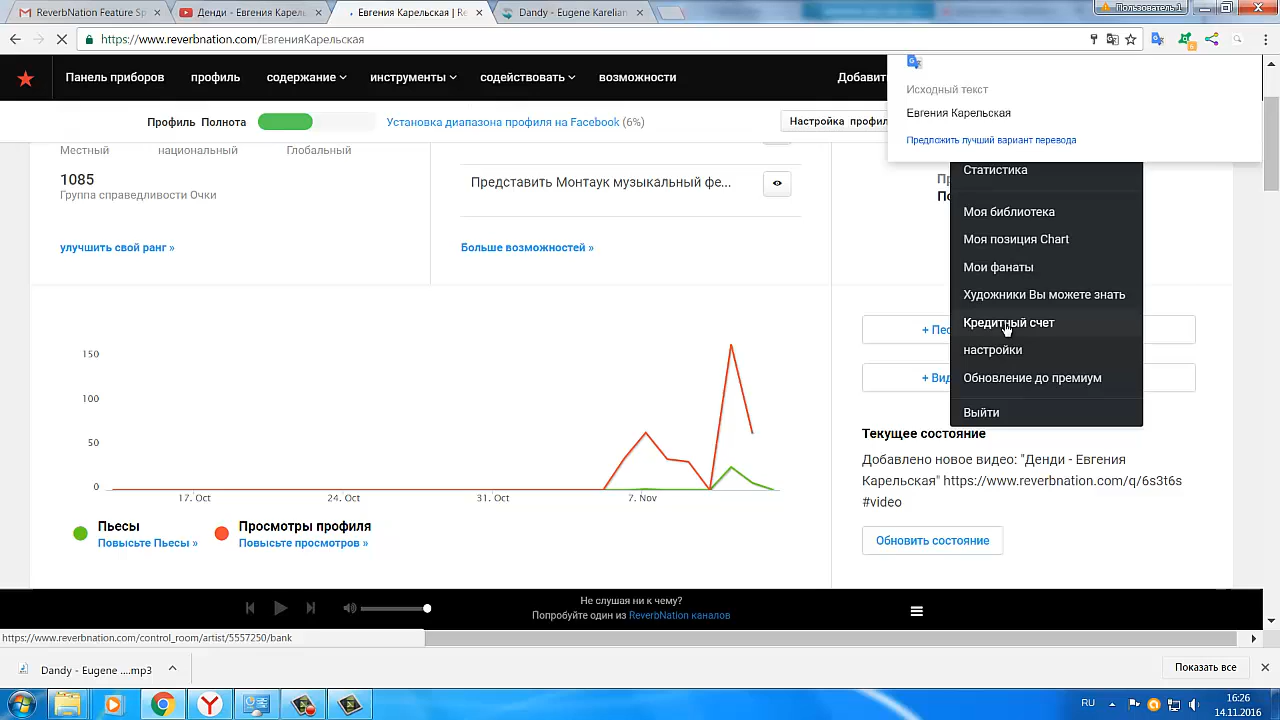 ReverbNation Feature Sp
Денди - Евгения Карель
Евгения Карельская | Re
Dandy - Eugene Karelian
Пользователь 1
https://www.reverbnation.com/ЕвгенияКарельская
Панель приборов
профиль
содержание
инструменты
содействовать
возможности
Добавит
Исходный текст
Евгения Карельская
Предложить лучший вариант перевода
Профиль Полнота
Установка диапазона профиля на Facebook (6%)
Настройка профил
Местный
национальный
Глобальный
1085
Группа справедливости Очки
улучшить свой ранг »
Представить Монтаук музыкальный фе...
Больше возможностей »
Статистика
Моя библиотека
Моя позиция Chart
Мои фанаты
Художники Вы можете знать
Кредитный счет
настройки
Обновление до премиум
Выйти
+ Пес
+ Вид
150
100
50
0
17. Oct
24. Oct
31. Oct
7. Nov
Пьесы
Повысьте Пьесы »
Просмотры профиля
Повысьте просмотров »
Текущее состояние
Добавлено новое видео: "Денди - Евгения
Карельская" https://www.reverbnation.com/q/6s3t6s
#video
Обновить состояние
Не слушая ни к чему?
Попробуйте один из ReverbNation каналов
https://www.reverbnation.com/control_room/artist/5557250/bank
Dandy - Eugene ....mp3
Показать все
RU
16:26
14.11.2016